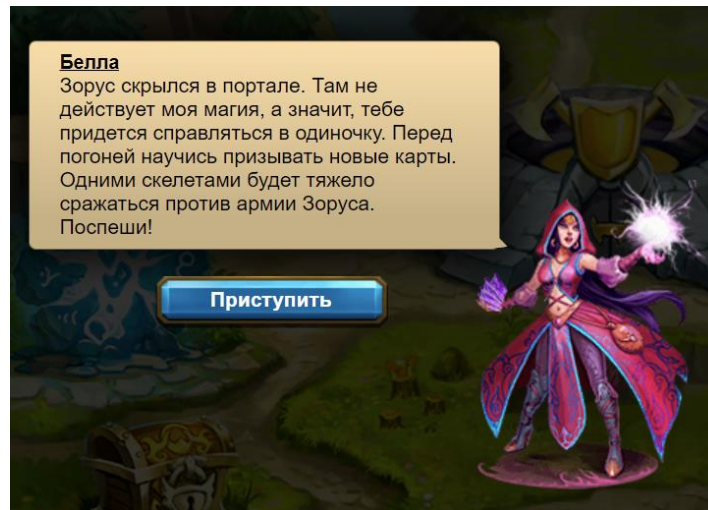 Белла
Зорус скрылся в портале. Там не
действует моя магия, а значит, тебе
придется справляться в одиночку. Перед
погоней научись призывать новые карты.
Одними скелетами будет тяжело
сражаться против армии Зоруса.
Поспеши!
Приступить